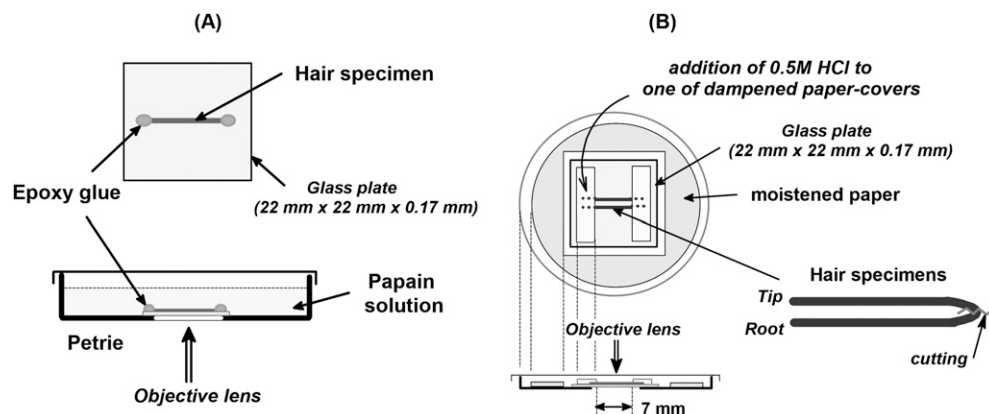 (A)
Hair specimen
Epoxy glue
Glass plate
(22 mm x 22 mm x 0.17 mm)
Papain
solution
Petrie
Objective lens
(B)
addition of 0.5M HCl to
one of dampened paper-covers
Glass plate
(22 mm x 22 mm x 0.17 mm)
moistened paper
Hair specimens
Tip
Root
cutting
Objective lens
7 mm